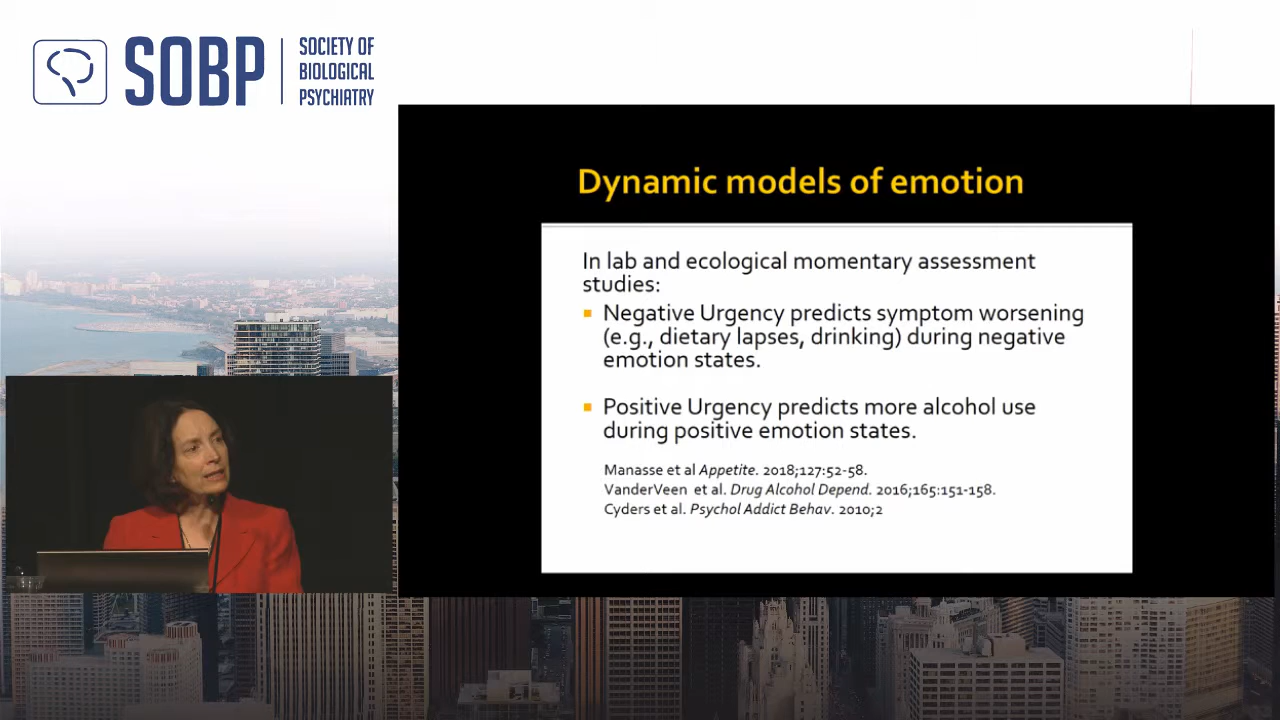 SOBP
SOCIETY OF
BIOLOGICAL
PSYCHIATRY
Dynamic models of emotion
In lab and ecological momentary assessment
studies:
Negative Urgency predicts symptom worsening
(e.g., dietary lapses, drinking) during negative
emotion states.
Positive Urgency predicts more alcohol use
during positive emotion states.
Manasse et al Appetite. 2018;127:52-58.
VanderVeen et al. Drug Alcohol Depend. 2016;165:151-158.
Cyders et al. Psychol Addict Behav. 2010;2